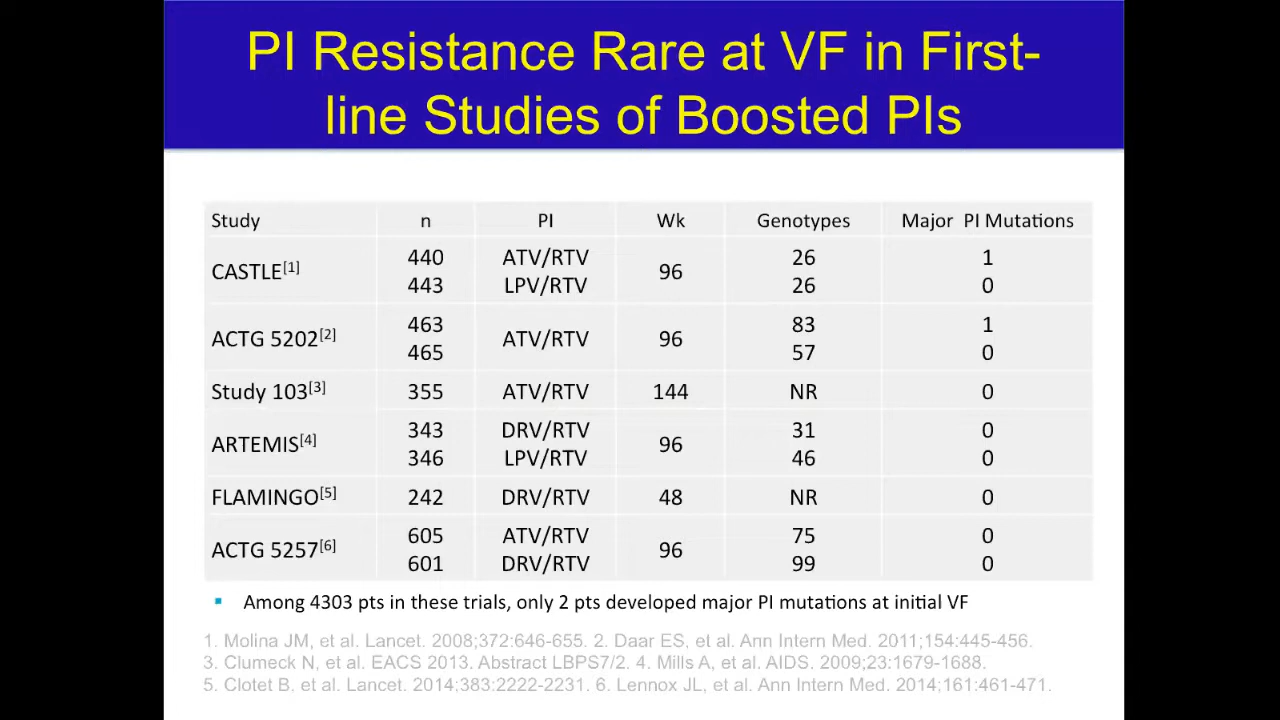 PI Resistance Rare at VF in First-
line Studies of Boosted PIs
Study n PI Wk Genotypes Major PI Mutations
CASTLE[1] 440 ATV/RTV 96 26 1
443 LPV/RTV 26 0
ACTG 5202[2] 463 ATV/RTV 96 83 1
465 57 0
Study 103[3] 355 ATV/RTV 144 NR 0
ARTEMIS[4] 343 DRV/RTV 96 31 0
346 LPV/RTV 46 0
FLAMINGO[5] 242 DRV/RTV 48 NR 0
ACTG 5257[6] 605 ATV/RTV 96 75 0
601 DRV/RTV 99 0
Among 4303 pts in these trials, only 2 pts developed major PI mutations at initial VF
1. Molina JM, et al. Lancet. 2008;372:646-655. 2. Daar ES, et al. Ann Intern Med. 2011;154:445-456.
3. Clumeck N, et al. EACS 2013. Abstract LBPS7/2. 4. Mills A, et al. AIDS. 2009;23:1679-1688.
5. Clotet B, et al. Lancet. 2014;383:2222-2231. 6. Lennox JL, et al. Ann Intern Med. 2014;161:461-471.